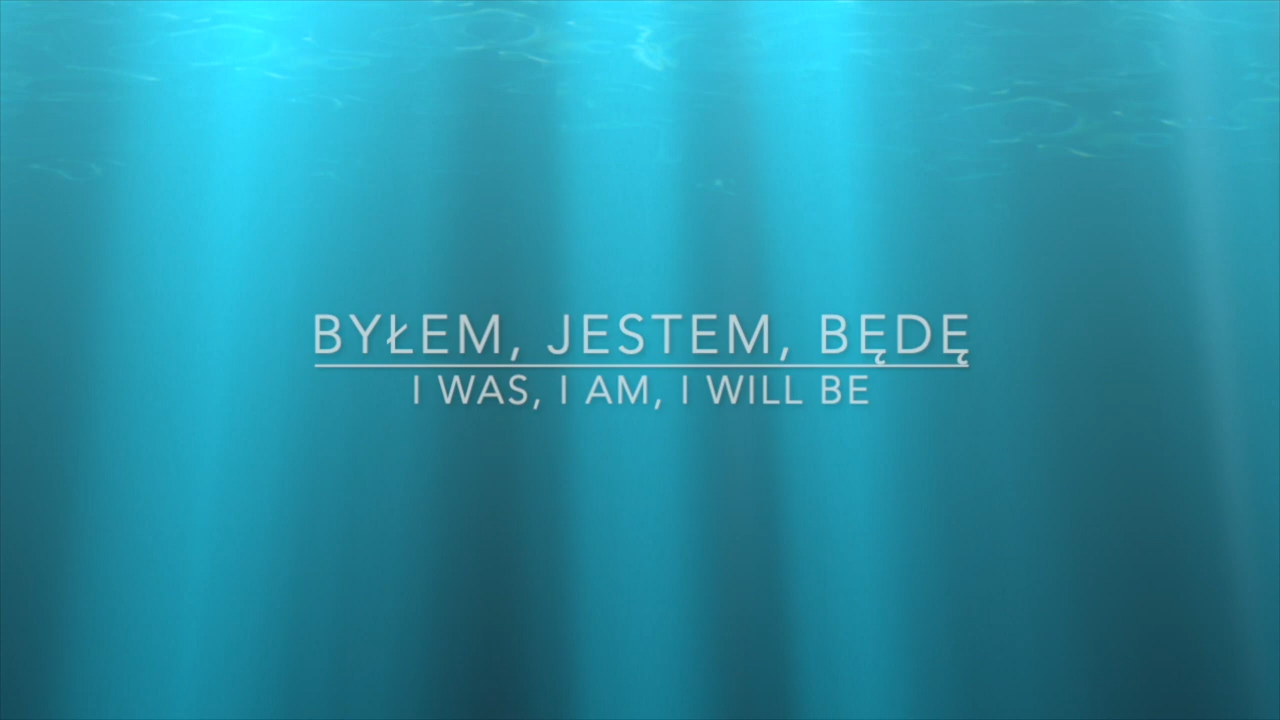 BYŁEM, JESTEM, BĘDĘ
I WAS, I AM, I WILL BE